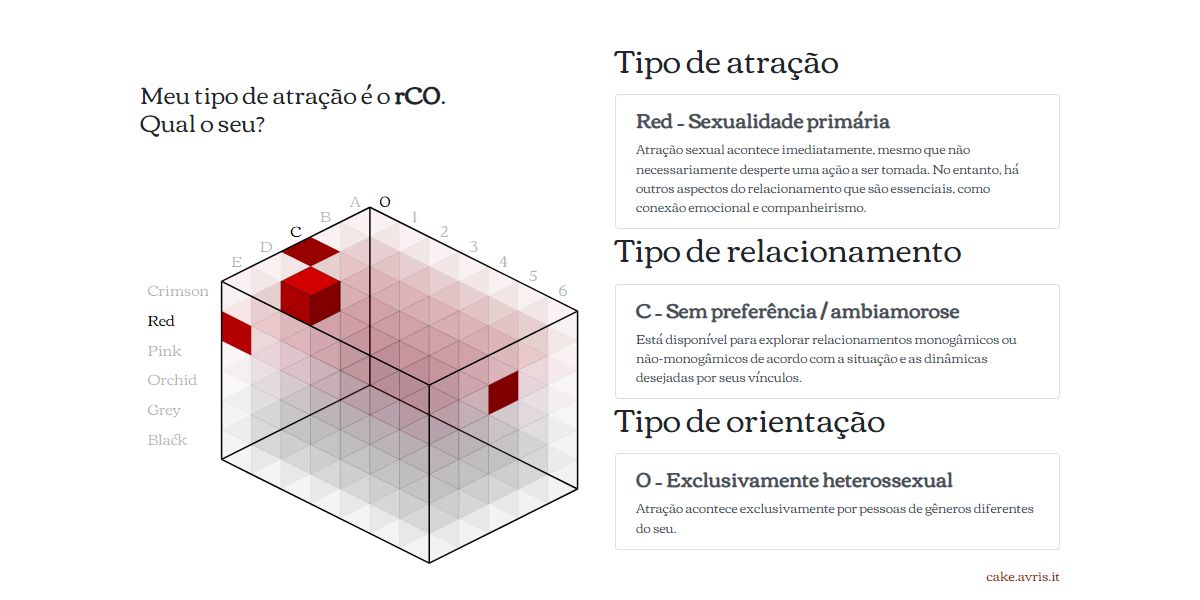 Meu tipo de atração é o rCO.
Qual o seu?
A
O
B
1
C
2
D
3
E
4
5
6
Crimson
Red
Pink
Orchid
Grey
Black
Tipo de atração
Red - Sexualidade primária
Atração sexual acontece imediatamente, mesmo que não
necessariamente desperte uma ação a ser tomada. No entanto, há
outros aspectos do relacionamento que são essenciais, como
conexão emocional e companheirismo.
Tipo de relacionamento
C - Sem preferência / ambiamorose
Está disponível para explorar relacionamentos monogâmicos ou
não-monogâmicos de acordo com a situação e as dinâmicas
desejadas por seus vínculos.
Tipo de orientação
O - Exclusivamente heterossexual
Atração acontece exclusivamente por pessoas de gêneros diferentes
do seu.
cake.avris.it